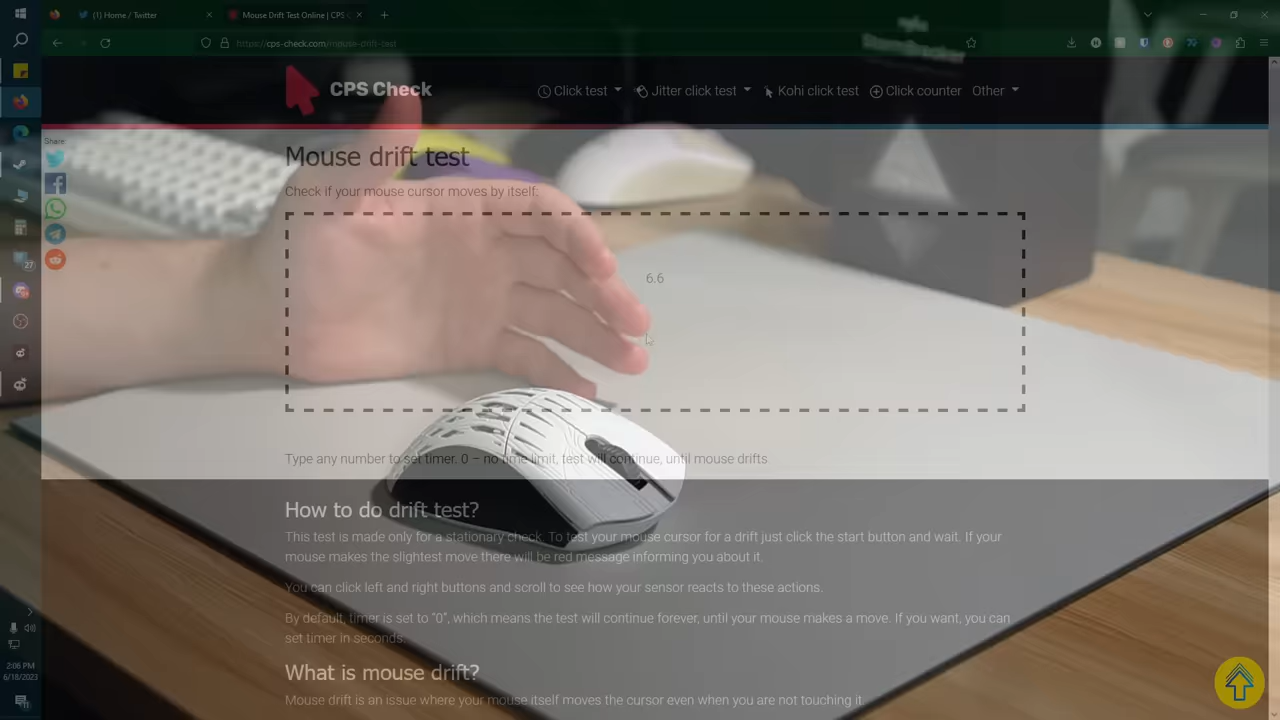 (1) Home / Twitter
Mouse Drift Test Online | CPS C
https://cps-check.com/mouse-drift-test
CPS Check
Click test
Jitter click test
Kohi click test
Click counter
Other
Share:
Mouse drift test
Check if your mouse cursor moves by itself:
6.6
27
Type any number to set timer. 0 – no time limit, test will continue, until mouse drifts
How to do drift test?
This test is made only for a stationary check. To test your mouse cursor for a drift just click the start button and wait. If your
mouse makes the slightest move there will be red message informing you about it.
You can click left and right buttons and scroll to see how your sensor reacts to these actions.
By default, timer is set to "0", which means the test will continue forever, until your mouse makes a move. If you want, you can
set timer in seconds.
What is mouse drift?
Mouse drift is an issue where your mouse itself moves the cursor even when you are not touching it.
2:06 PM
6/18/2023